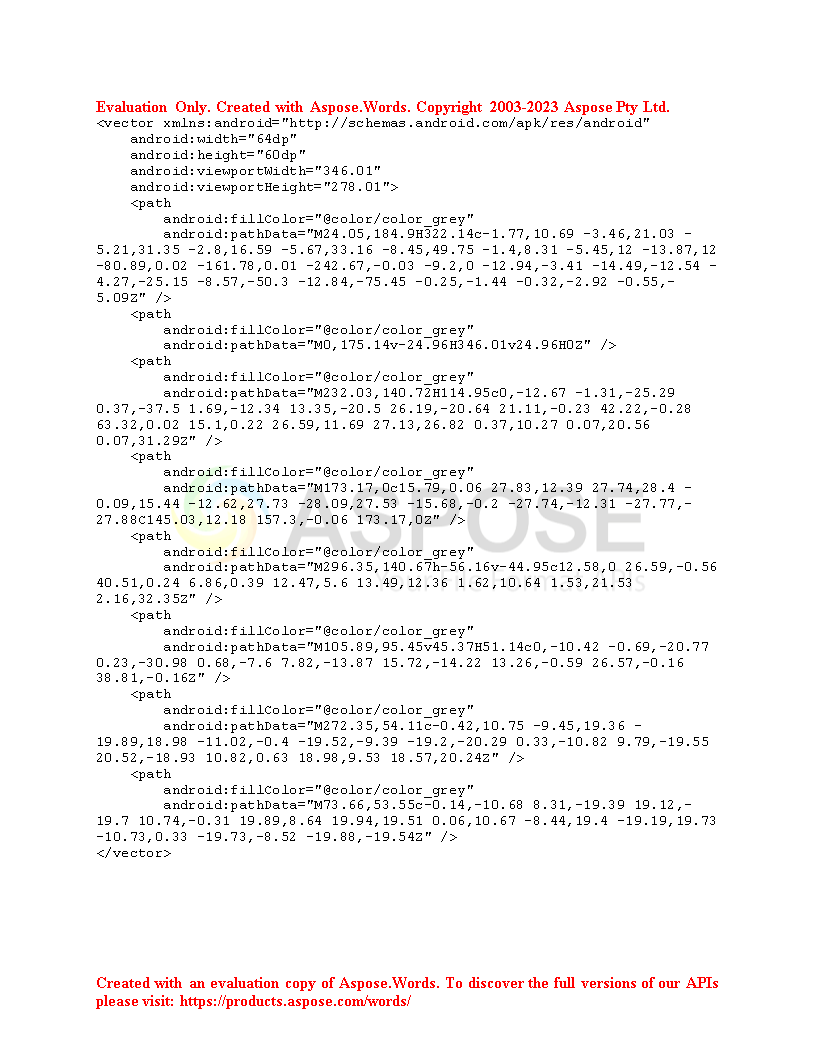 Evaluation Only. Created with Aspose.Words. Copyright 2003-2023 Aspose Pty Ltd.
<vector xmlns:android="http://schemas.android.com/apk/res/android"
    android:width="64dp"
    android:height="60dp"
    android:viewportWidth="346.01"
    android:viewportHeight="278.01">
    <path
        android:fillColor="@color/color_grey"
        android:pathData="M24.05,184.9H322.14c-1.77,10.69 -3.46,21.03 -
5.21,31.35 -2.8,16.59 -5.67,33.16 -8.45,49.75 -1.4,8.31 -5.45,12 -13.87,12
-80.89,0.02 -161.78,0.01 -242.67,-0.03 -9.2,0 -12.94,-3.41 -14.49,-12.54 -
4.27,-25.15 -8.57,-50.3 -12.84,-75.45 -0.25,-1.44 -0.32,-2.92 -0.55,-
5.09Z" />
    <path
        android:fillColor="@color/color_grey"
        android:pathData="M0,175.14v-24.96H346.01v24.96H0Z" />
    <path
        android:fillColor="@color/color_grey"
        android:pathData="M232.03,140.72H114.95c0,-12.67 -1.31,-25.29
0.37,-37.5 1.69,-12.34 13.35,-20.5 26.19,-20.64 21.11,-0.23 42.22,-0.28
63.32,0.02 15.1,0.22 26.59,11.69 27.13,26.82 0.37,10.27 0.07,20.56
0.07,31.29Z" />
    <path
        android:fillColor="@color/color_grey"
        android:pathData="M173.17,0c15.79,0.06 27.83,12.39 27.74,28.4 -
0.09,15.44 -12.62,27.73 -28.09,27.53 -15.68,-0.2 -27.74,-12.31 -27.77,-
27.88C145.03,12.18 157.3,-0.06 173.17,0Z" />
    <path
        android:fillColor="@color/color_grey"
        android:pathData="M296.35,140.67h-56.16v-44.95c12.58,0 26.59,-0.56
40.51,0.24 6.86,0.39 12.47,5.6 13.49,12.36 1.62,10.64 1.53,21.53
2.16,32.35Z" />
    <path
        android:fillColor="@color/color_grey"
        android:pathData="M105.89,95.45v45.37H51.14c0,-10.42 -0.69,-20.77
0.23,-30.98 0.68,-7.6 7.82,-13.87 15.72,-14.22 13.26,-0.59 26.57,-0.16
38.81,-0.16Z" />
    <path
        android:fillColor="@color/color_grey"
        android:pathData="M272.35,54.11c-0.42,10.75 -9.45,19.36 -
19.89,18.98 -11.02,-0.4 -19.52,-9.39 -19.2,-20.29 0.33,-10.82 9.79,-19.55
20.52,-18.93 10.82,0.63 18.98,9.53 18.57,20.24Z" />
    <path
        android:fillColor="@color/color_grey"
        android:pathData="M73.66,53.55c-0.14,-10.68 8.31,-19.39 19.12,-
19.7 10.74,-0.31 19.89,8.64 19.94,19.51 0.06,10.67 -8.44,19.4 -19.19,19.73
-10.73,0.33 -19.73,-8.52 -19.88,-19.54Z" />
</vector>
ASPOSE
Created with an evaluation copy of Aspose.Words. To discover the full versions of our APIs
please visit: https://products.aspose.com/words/